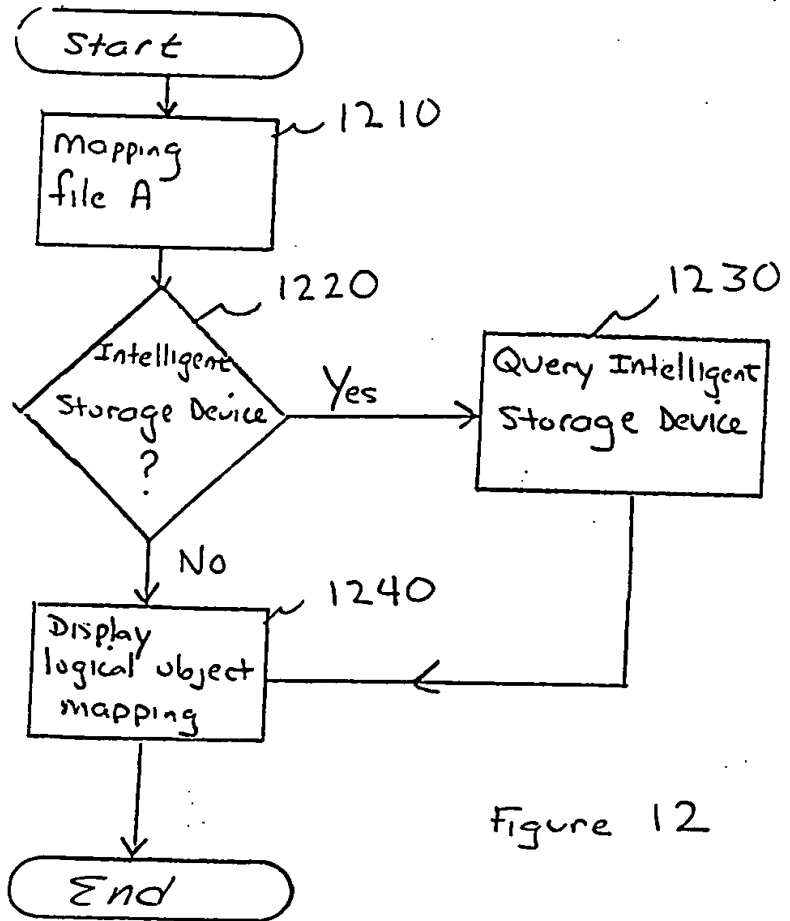 Start
1210
Mapping
file A
1220
Intelligent
Storage Device
?
Yes
1230
Query Intelligent
Storage Device
No
1240
Display
logical object
mapping
End
Figure 12